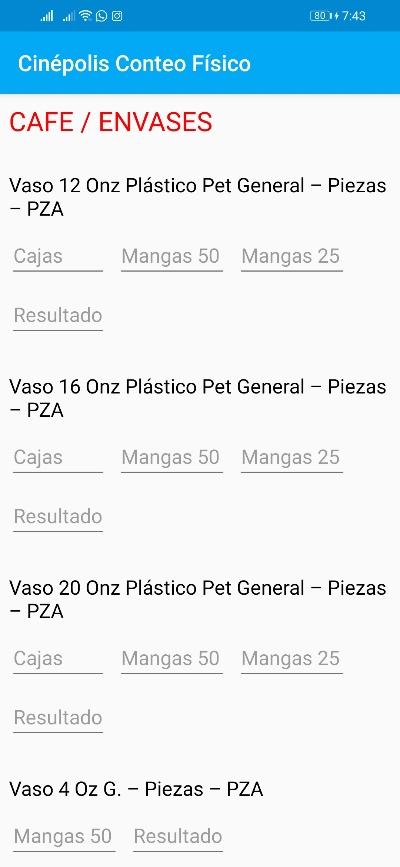 80 7:43
Cinépolis Conteo Físico
CAFE / ENVASES
Vaso 12 Onz Plástico Pet General – Piezas
– PZA
Cajas Mangas 50 Mangas 25
Resultado
Vaso 16 Onz Plástico Pet General – Piezas
– PZA
Cajas Mangas 50 Mangas 25
Resultado
Vaso 20 Onz Plástico Pet General – Piezas
– PZA
Cajas Mangas 50 Mangas 25
Resultado
Vaso 4 Oz G. – Piezas – PZA
Mangas 50 Resultado